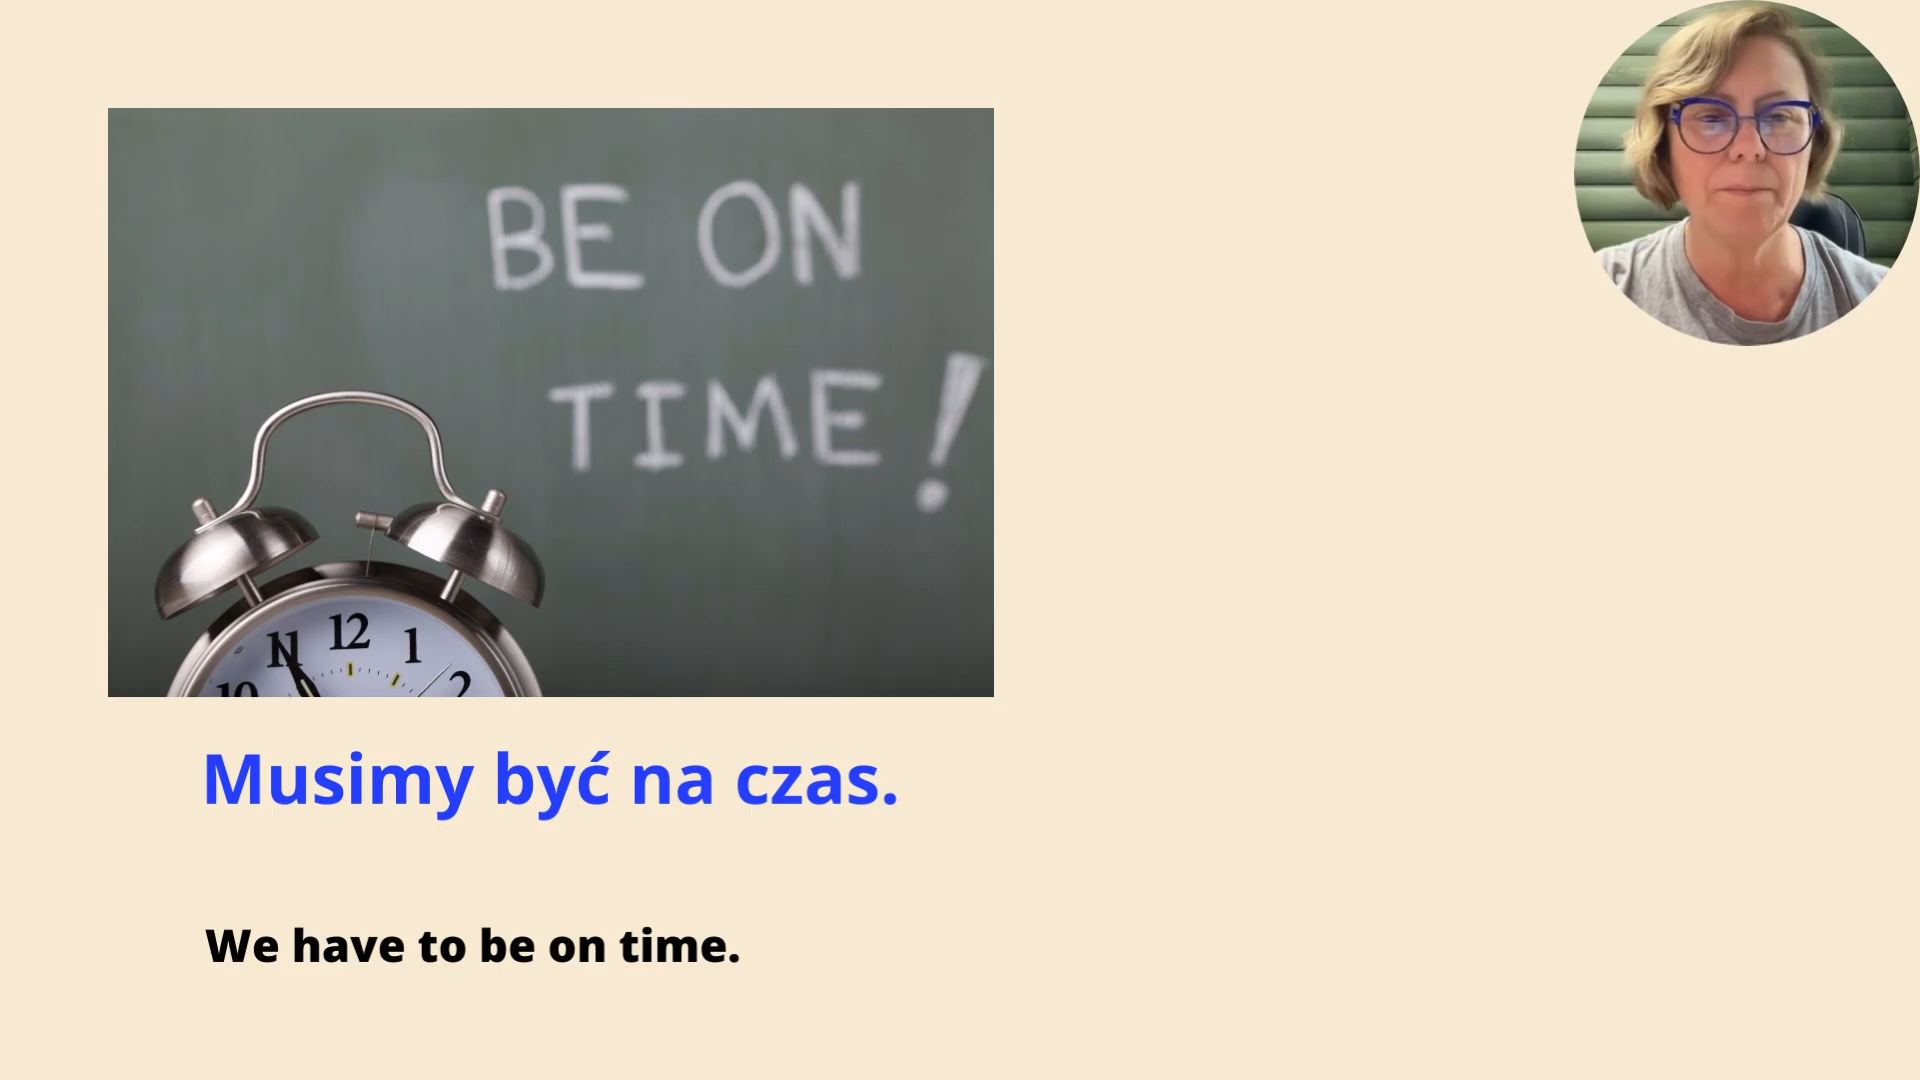 BE ON
TIME!
12
11
1
10
2
Musimy być na czas.
We have to be on time.